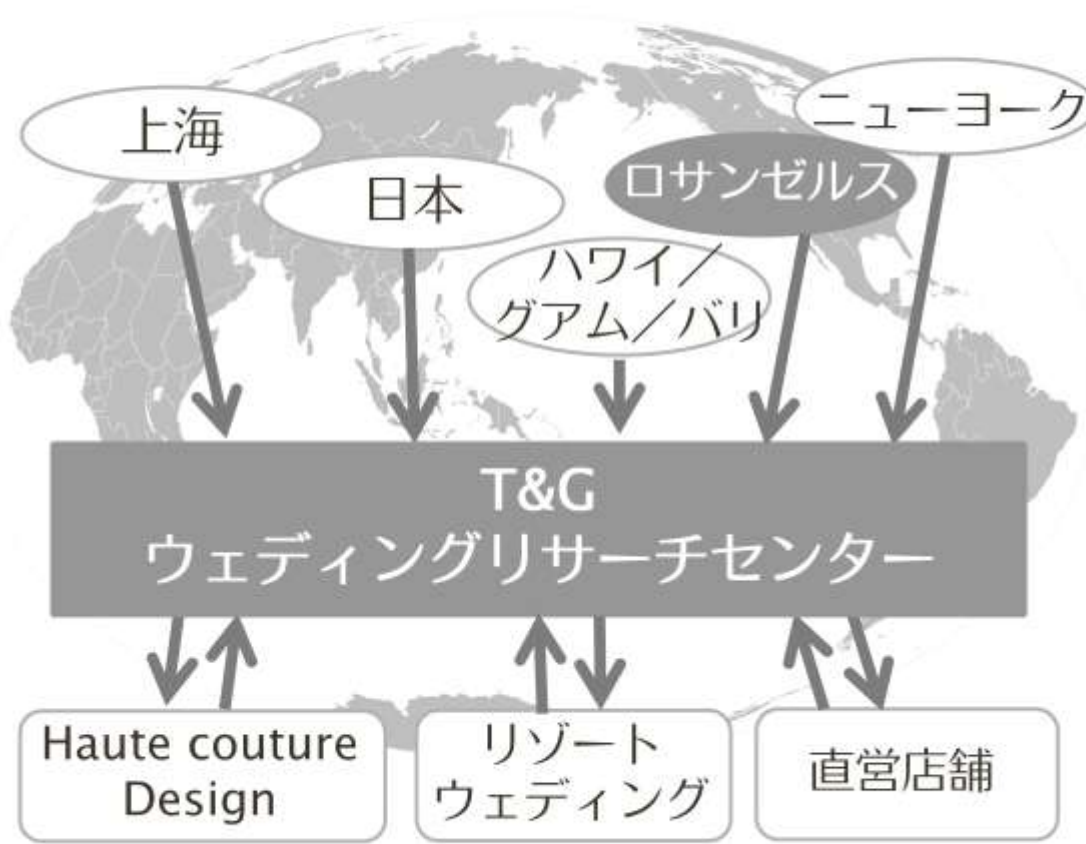 上海
日本
ニューヨーク
ロサンゼルス
ハワイ／
グアム／バリ
T&G
ウェディングリサーチセンター
Haute couture
Design
リゾート
ウェディング
直営店舗